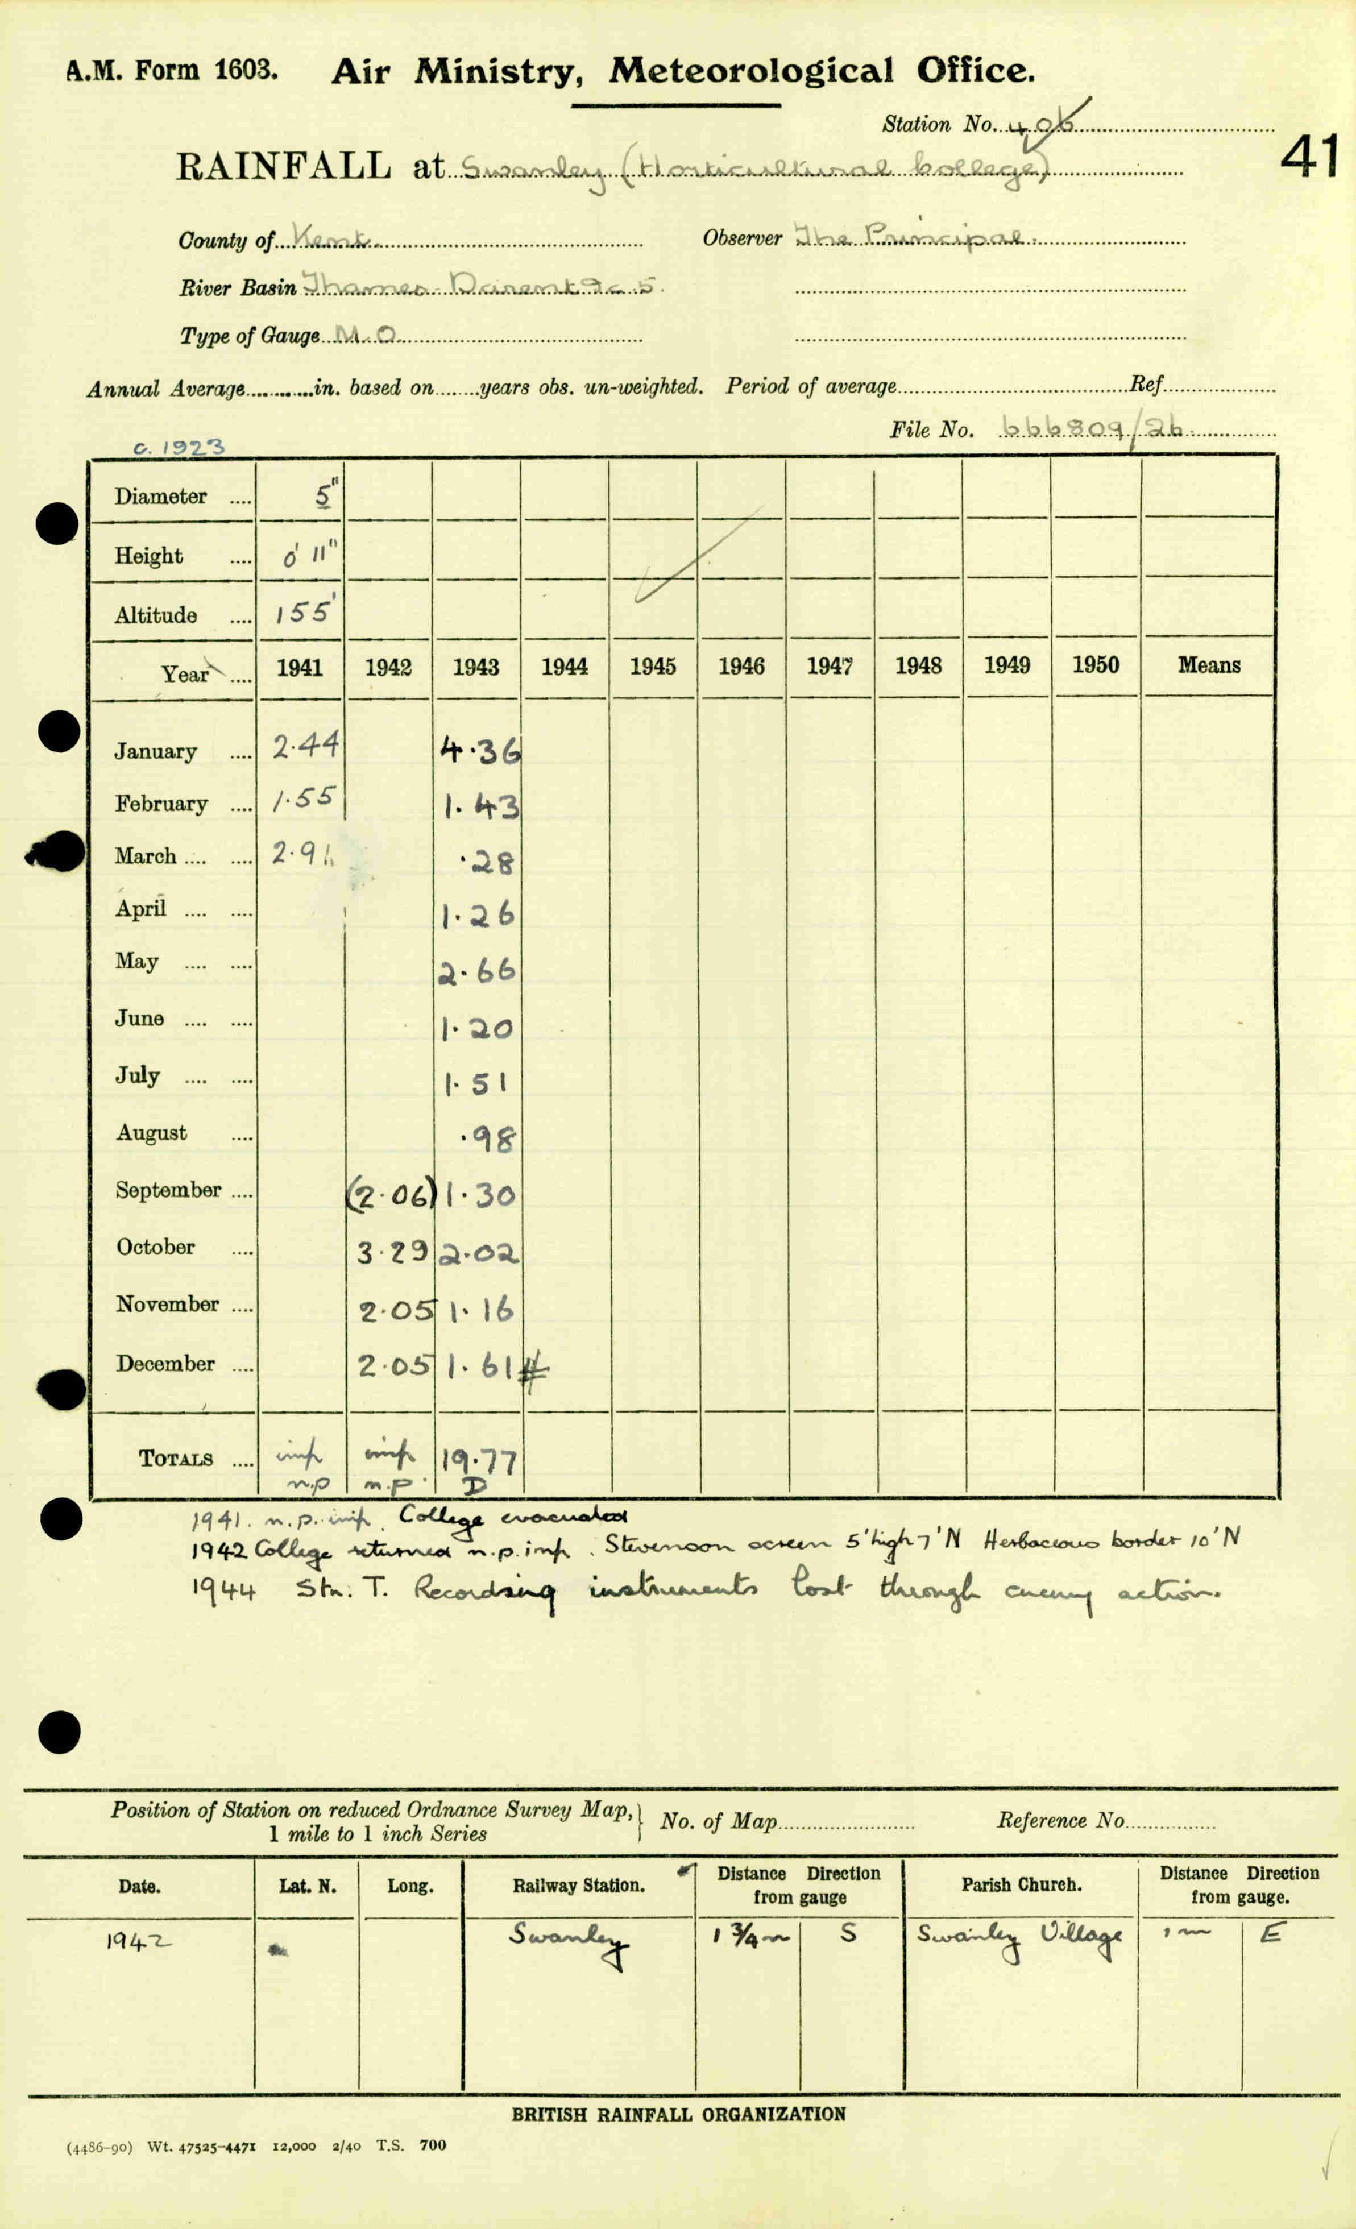 A.M. Form 1603. Air Ministry, Meteorological Office.
Station No. 406
41
RAINFALL at Swanley (Horticultural College)
County of Kent. Observer The Principal.
River Basin Thames - Darent 9c.5.
Type of Gauge M.O.
Annual Average in. based on years obs. un-weighted. Period of average Ref.
File No. 666809/26
c. 1923
Diameter .... 5"
Height .... 0' 11"
Altitude .... 155'
Year .... 1941 1942 1943 1944 1945 1946 1947 1948 1949 1950 Means
January .... 2.44 4.36
February .... 1.55 1.43
March .... .... 2.91 .28
April .... .... 1.26
May .... .... 2.66
June .... .... 1.20
July .... .... 1.51
August .... .98
September .... (2.06) 1.30
October .... 3.29 2.02
November .... 2.05 1.16
December .... 2.05 1.61 #
TOTALS .... imp imp 19.77
n.p n.p. D
1941. n.p. imp. College evacuated
1942 College returned n.p. imp. Stevenson screen 5' high 7' N Herbaceous border 10' N
1944 Stn. T. Recording instruments lost through enemy action.
Position of Station on reduced Ordnance Survey Map,} No. of Map Reference No.
1 mile to 1 inch Series
Date. Lat. N. Long. Railway Station. Distance Direction from gauge Parish Church. Distance Direction from gauge.
1942 Swanley 1 3/4 m S Swanley Village 1 m E
BRITISH RAINFALL ORGANIZATION
(4486-90) Wt. 47525-4471 12,000 2/40 T.S. 700